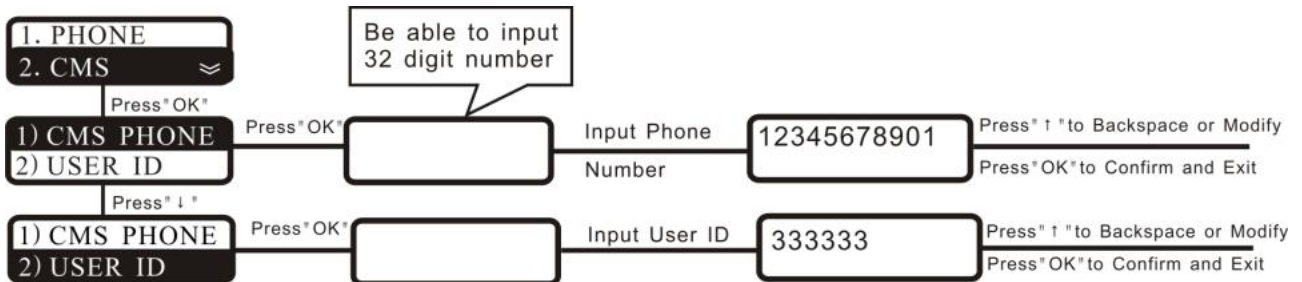 1. PHONE
2. CMS
Be able to input
32 digit number
Press"OK"
1) CMS PHONE
2) USER ID
Press"OK"
Input Phone
Number
12345678901
Press"↑"to Backspace or Modify
Press"OK"to Confirm and Exit
Press"↓"
1) CMS PHONE
2) USER ID
Press"OK"
Input User ID
333333
Press"↑"to Backspace or Modify
Press"OK"to Confirm and Exit